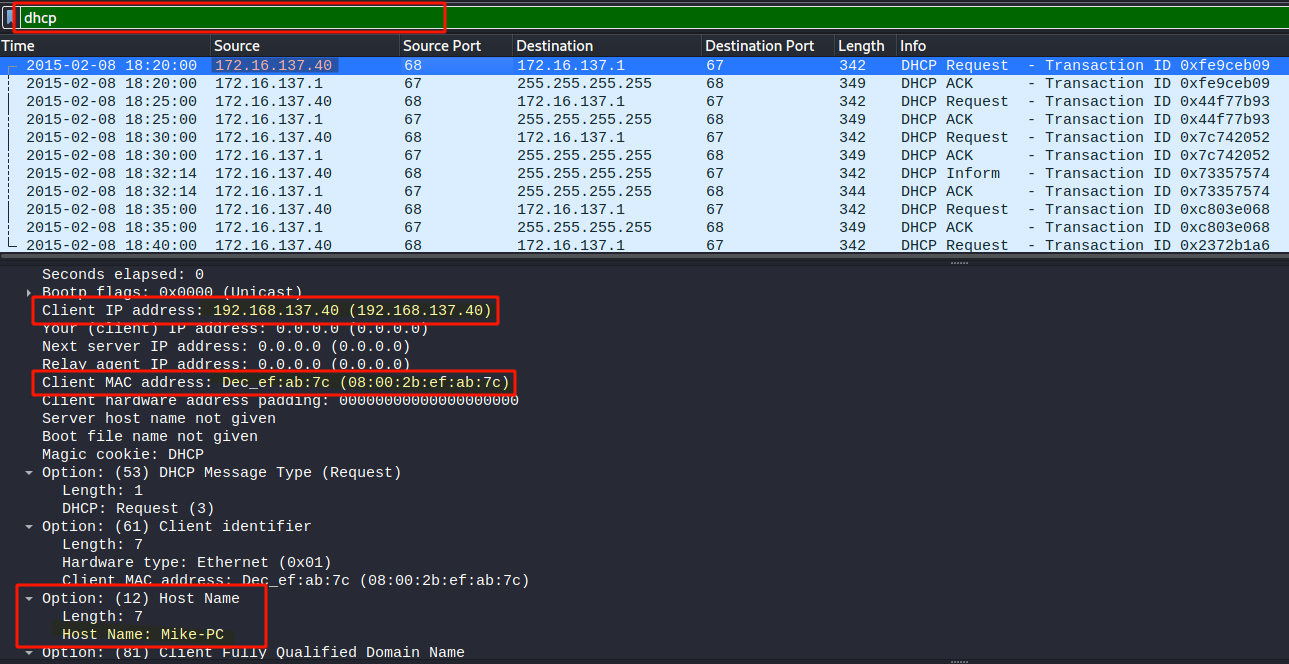 dhcp
Time Source Source Port Destination Destination Port Length Info
2015-02-08 18:20:00 172.16.137.40 68 172.16.137.1 67 342 DHCP Request - Transaction ID 0xfe9ceb09
2015-02-08 18:20:00 172.16.137.1 67 255.255.255.255 68 349 DHCP ACK - Transaction ID 0xfe9ceb09
2015-02-08 18:25:00 172.16.137.40 68 172.16.137.1 67 342 DHCP Request - Transaction ID 0x44f77b93
2015-02-08 18:25:00 172.16.137.1 67 255.255.255.255 68 349 DHCP ACK - Transaction ID 0x44f77b93
2015-02-08 18:30:00 172.16.137.40 68 172.16.137.1 67 342 DHCP Request - Transaction ID 0x7c742052
2015-02-08 18:30:00 172.16.137.1 67 255.255.255.255 68 349 DHCP ACK - Transaction ID 0x7c742052
2015-02-08 18:32:14 172.16.137.40 68 255.255.255.255 67 342 DHCP Inform - Transaction ID 0x73357574
2015-02-08 18:32:14 172.16.137.1 67 255.255.255.255 68 344 DHCP ACK - Transaction ID 0x73357574
2015-02-08 18:35:00 172.16.137.40 68 172.16.137.1 67 342 DHCP Request - Transaction ID 0xc803e068
2015-02-08 18:35:00 172.16.137.1 67 255.255.255.255 68 349 DHCP ACK - Transaction ID 0xc803e068
2015-02-08 18:40:00 172.16.137.40 68 172.16.137.1 67 342 DHCP Request - Transaction ID 0x2372b1a6
Seconds elapsed: 0
Bootp flags: 0x0000 (Unicast)
Client IP address: 192.168.137.40 (192.168.137.40)
Your (client) IP address: 0.0.0.0 (0.0.0.0)
Next server IP address: 0.0.0.0 (0.0.0.0)
Relay agent IP address: 0.0.0.0 (0.0.0.0)
Client MAC address: Dec_ef:ab:7c (08:00:2b:ef:ab:7c)
Client hardware address padding: 00000000000000000000
Server host name not given
Boot file name not given
Magic cookie: DHCP
Option: (53) DHCP Message Type (Request)
Length: 1
DHCP: Request (3)
Option: (61) Client identifier
Length: 7
Hardware type: Ethernet (0x01)
Client MAC address: Dec_ef:ab:7c (08:00:2b:ef:ab:7c)
Option: (12) Host Name
Length: 7
Host Name: Mike-PC
Option: (81) Client Fully Qualified Domain Name